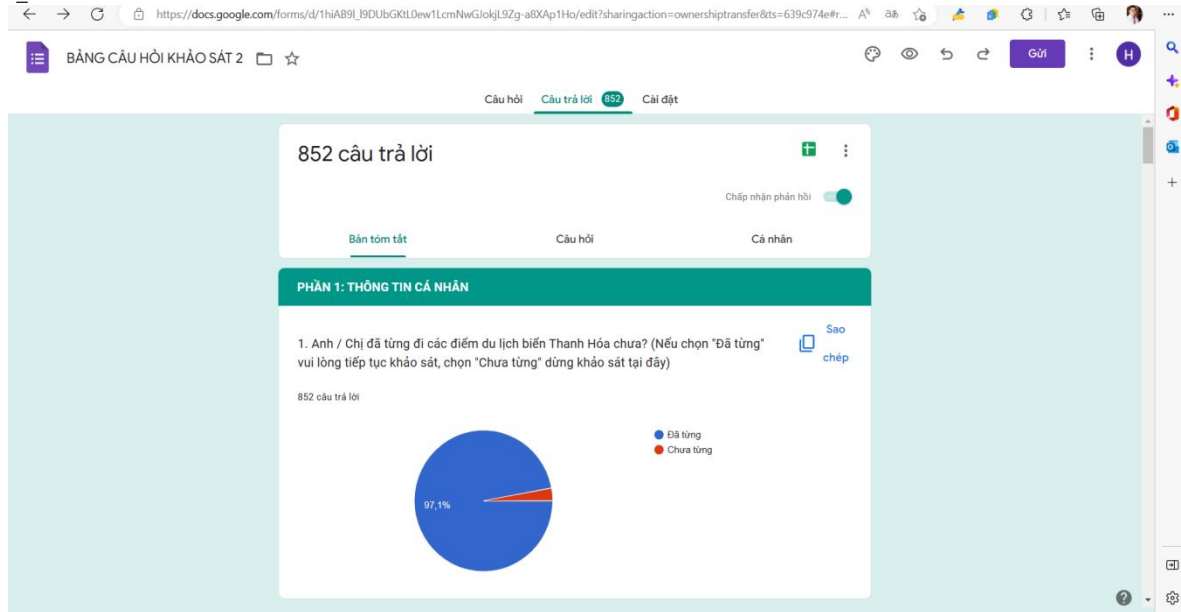 https://docs.google.com/forms/d/1hiAB9l_l9DUbGKtL0ew1LcmNwGJokjL9Zg-a8XAp1Ho/edit?sharingaction=ownershiptransfer&ts=639c974e#r...
BẢNG CÂU HỎI KHẢO SÁT 2
Gửi
H
Câu hỏi Câu trả lời 852 Cài đặt
852 câu trả lời
Chấp nhận phản hồi
Bản tóm tắt Câu hỏi Cá nhân
PHẦN 1: THÔNG TIN CÁ NHÂN
1. Anh / Chị đã từng đi các điểm du lịch biển Thanh Hóa chưa? (Nếu chọn "Đã từng"
vui lòng tiếp tục khảo sát, chọn "Chưa từng" dừng khảo sát tại đây)
Sao
chép
852 câu trả lời
Đã từng
Chưa từng
97,1%